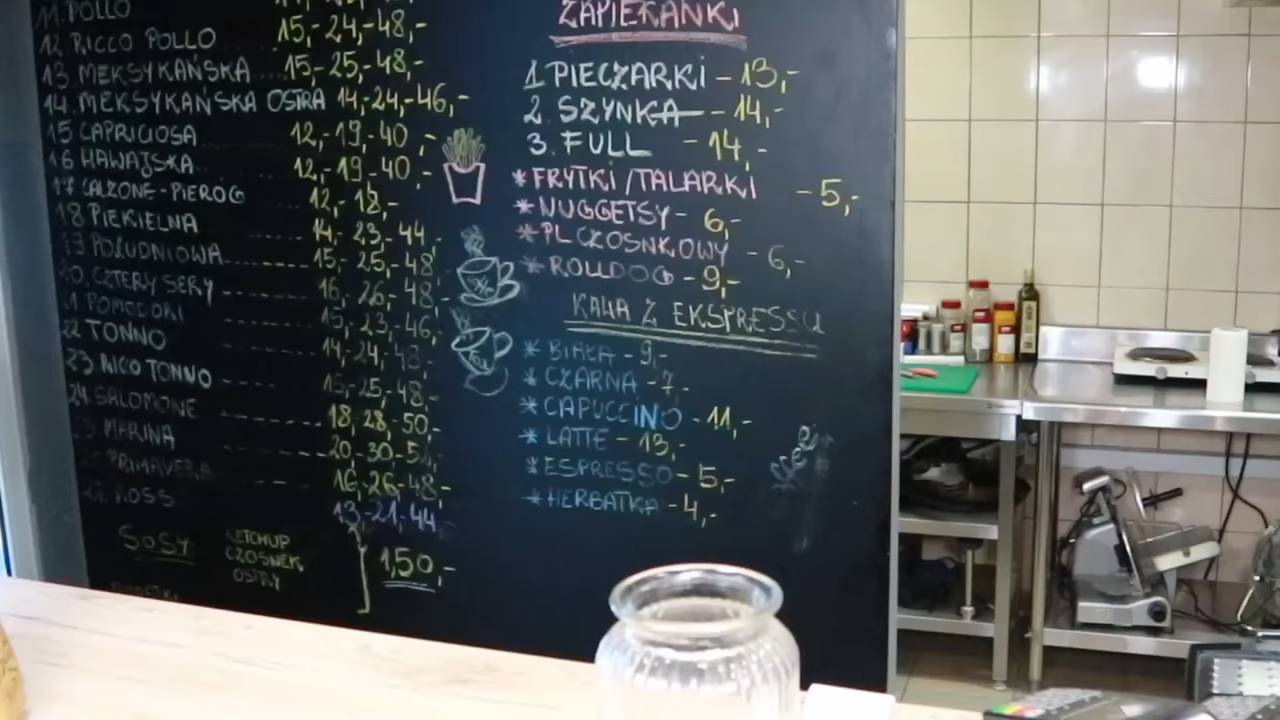 11. POLLO
12 RICCO POLLO 15,-24,-48,-
13 MEKSYKAŃSKA 15,-25,-48,-
14. MEKSYKAŃSKA OSTRA 14,-24,-46,-
15 CAPRICIOSA 12,-19,-40,-
16 HAWAJSKA 12,-19,-40,-
17 CALZONE-PIERÓG 12,-18,-
18 PIEKIELNA 14,-23,-44,-
19 POŁUDNIOWA 15,-25,-48,-
20. CZTERY SERY 16,-26,-48,-
21 POMODORI 15,-23,-46,-
22 TONNO 14,-24,-48,-
23 RICO TONNO 15,-25,-48,-
24 SALOMONE 18,-28,-50,-
25 MARINA 20,-30,-52,-
PRIMAVERA 16,-26,-48,-
ROSS 13,-21,-44,-
SOSY
KETCHUP
CZOSNEK
OSTRY
1,50,-
DODATKI
ZAPIEKANKI
1. PIECZARKI - 13,-
2. SZYNKA - 14,-
3. FULL - 14,-
* FRYTKI / TALARKI - 5,-
* NUGGETSY - 6,-
* PL.CZOSNKOWY - 6,-
* ROLLDOG - 9,-
KAWA Z EKSPRESSU
* BIAŁA - 9,-
* CZARNA - 7,-
* CAPUCCINO - 11,-
* LATTE - 13,-
* ESPRESSO - 5,-
* HERBATKA - 4,-